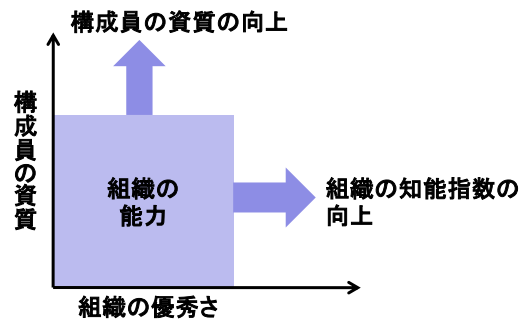 構成員の資質の向上
構成員の資質
組織の
能力
組織の知能指数の
向上
組織の優秀さ